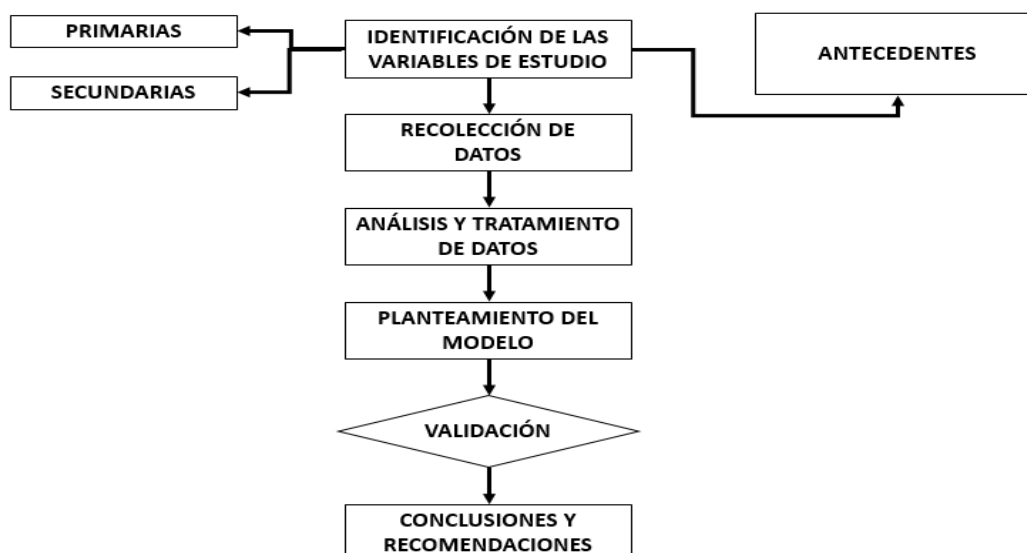 PRIMARIAS
SECUNDARIAS
IDENTIFICACIÓN DE LAS
VARIABLES DE ESTUDIO
ANTECEDENTES
RECOLECCIÓN DE
DATOS
ANÁLISIS Y TRATAMIENTO
DE DATOS
PLANTEAMIENTO DEL
MODELO
VALIDACIÓN
CONCLUSIONES Y
RECOMENDACIONES